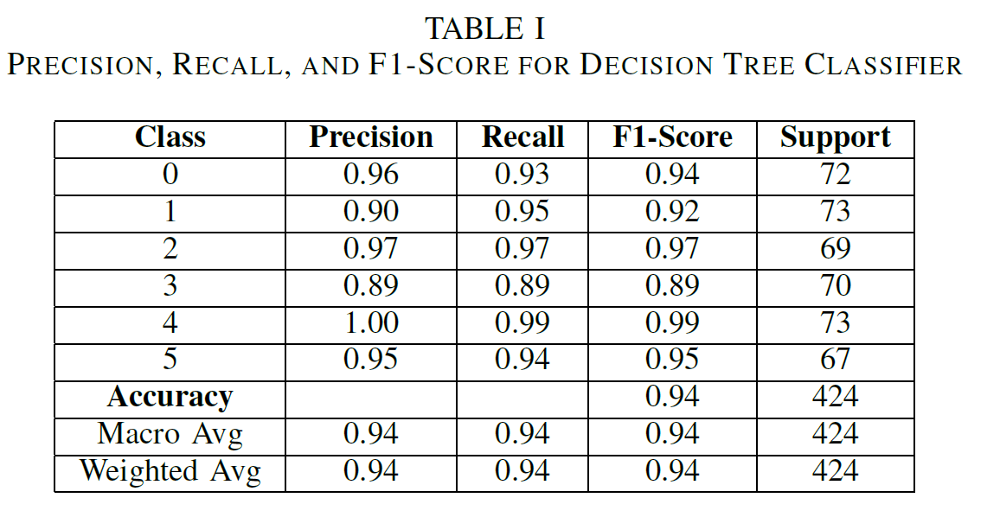 TABLE I
PRECISION, RECALL, AND F1-SCORE FOR DECISION TREE CLASSIFIER
Class Precision Recall F1-Score Support
0 0.96 0.93 0.94 72
1 0.90 0.95 0.92 73
2 0.97 0.97 0.97 69
3 0.89 0.89 0.89 70
4 1.00 0.99 0.99 73
5 0.95 0.94 0.95 67
Accuracy 0.94 424
Macro Avg 0.94 0.94 0.94 424
Weighted Avg 0.94 0.94 0.94 424